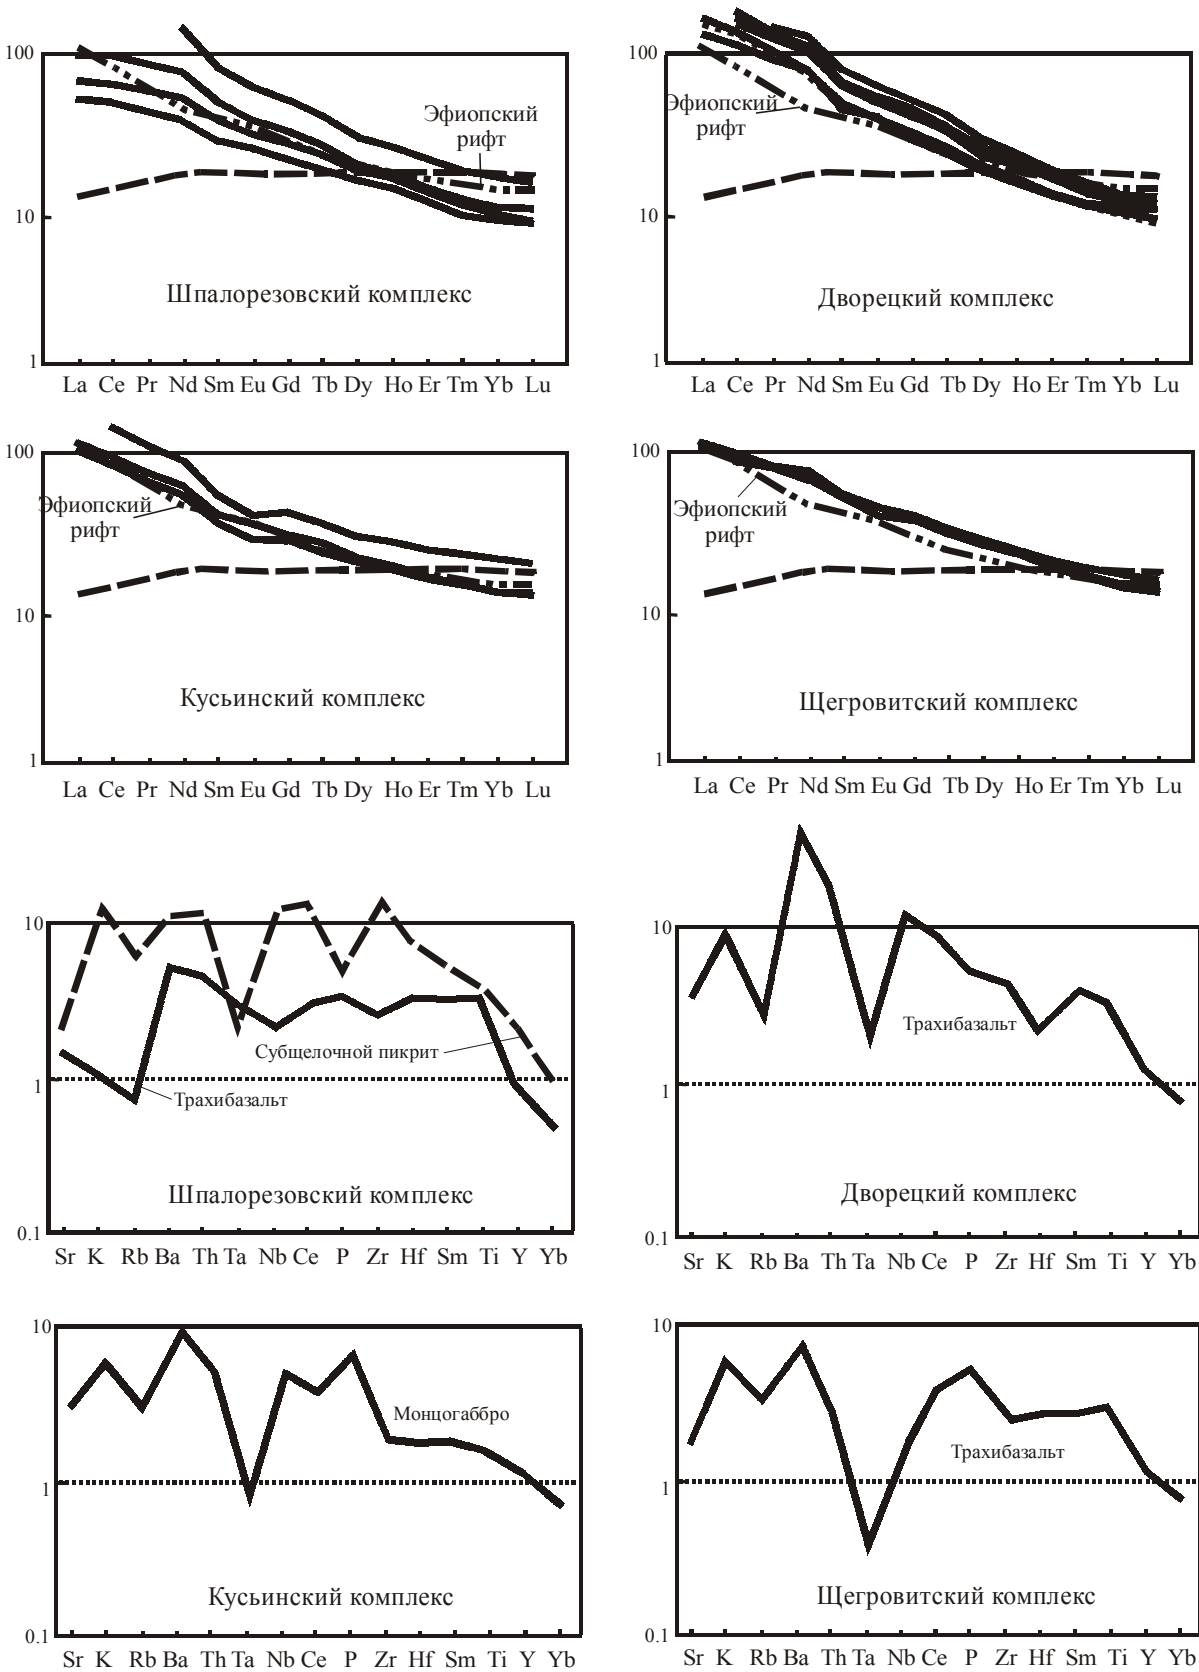 100
10
1
Эфиопский
рифт
Шпалорезовский комплекс
La Ce Pr Nd Sm Eu Gd Tb Dy Ho Er Tm Yb Lu
100
10
1
Эфиопский
рифт
Дворецкий комплекс
La Ce Pr Nd Sm Eu Gd Tb Dy Ho Er Tm Yb Lu
100
10
1
Эфиопский
рифт
Кусьинский комплекс
La Ce Pr Nd Sm Eu Gd Tb Dy Ho Er Tm Yb Lu
100
10
1
Эфиопский
рифт
Щегровитский комплекс
La Ce Pr Nd Sm Eu Gd Tb Dy Ho Er Tm Yb Lu
10
1
0.1
Субщелочной пикрит
Трахибазальт
Шпалорезовский комплекс
Sr K Rb Ba Th Ta Nb Ce P Zr Hf Sm Ti Y Yb
10
1
0.1
Трахибазальт
Дворецкий комплекс
Sr K Rb Ba Th Ta Nb Ce P Zr Hf Sm Ti Y Yb
10
1
0.1
Монцогаббро
Кусьинский комплекс
Sr K Rb Ba Th Ta Nb Ce P Zr Hf Sm Ti Y Yb
10
1
0.1
Трахибазальт
Щегровитский комплекс
Sr K Rb Ba Th Ta Nb Ce P Zr Hf Sm Ti Y Yb